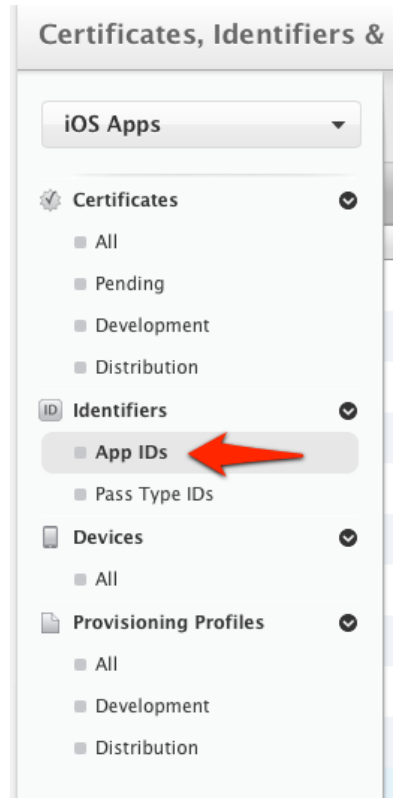 Certificates, Identifiers &
iOS Apps
Certificates
All
Pending
Development
Distribution
ID Identifiers
App IDs
Pass Type IDs
Devices
All
Provisioning Profiles
All
Development
Distribution